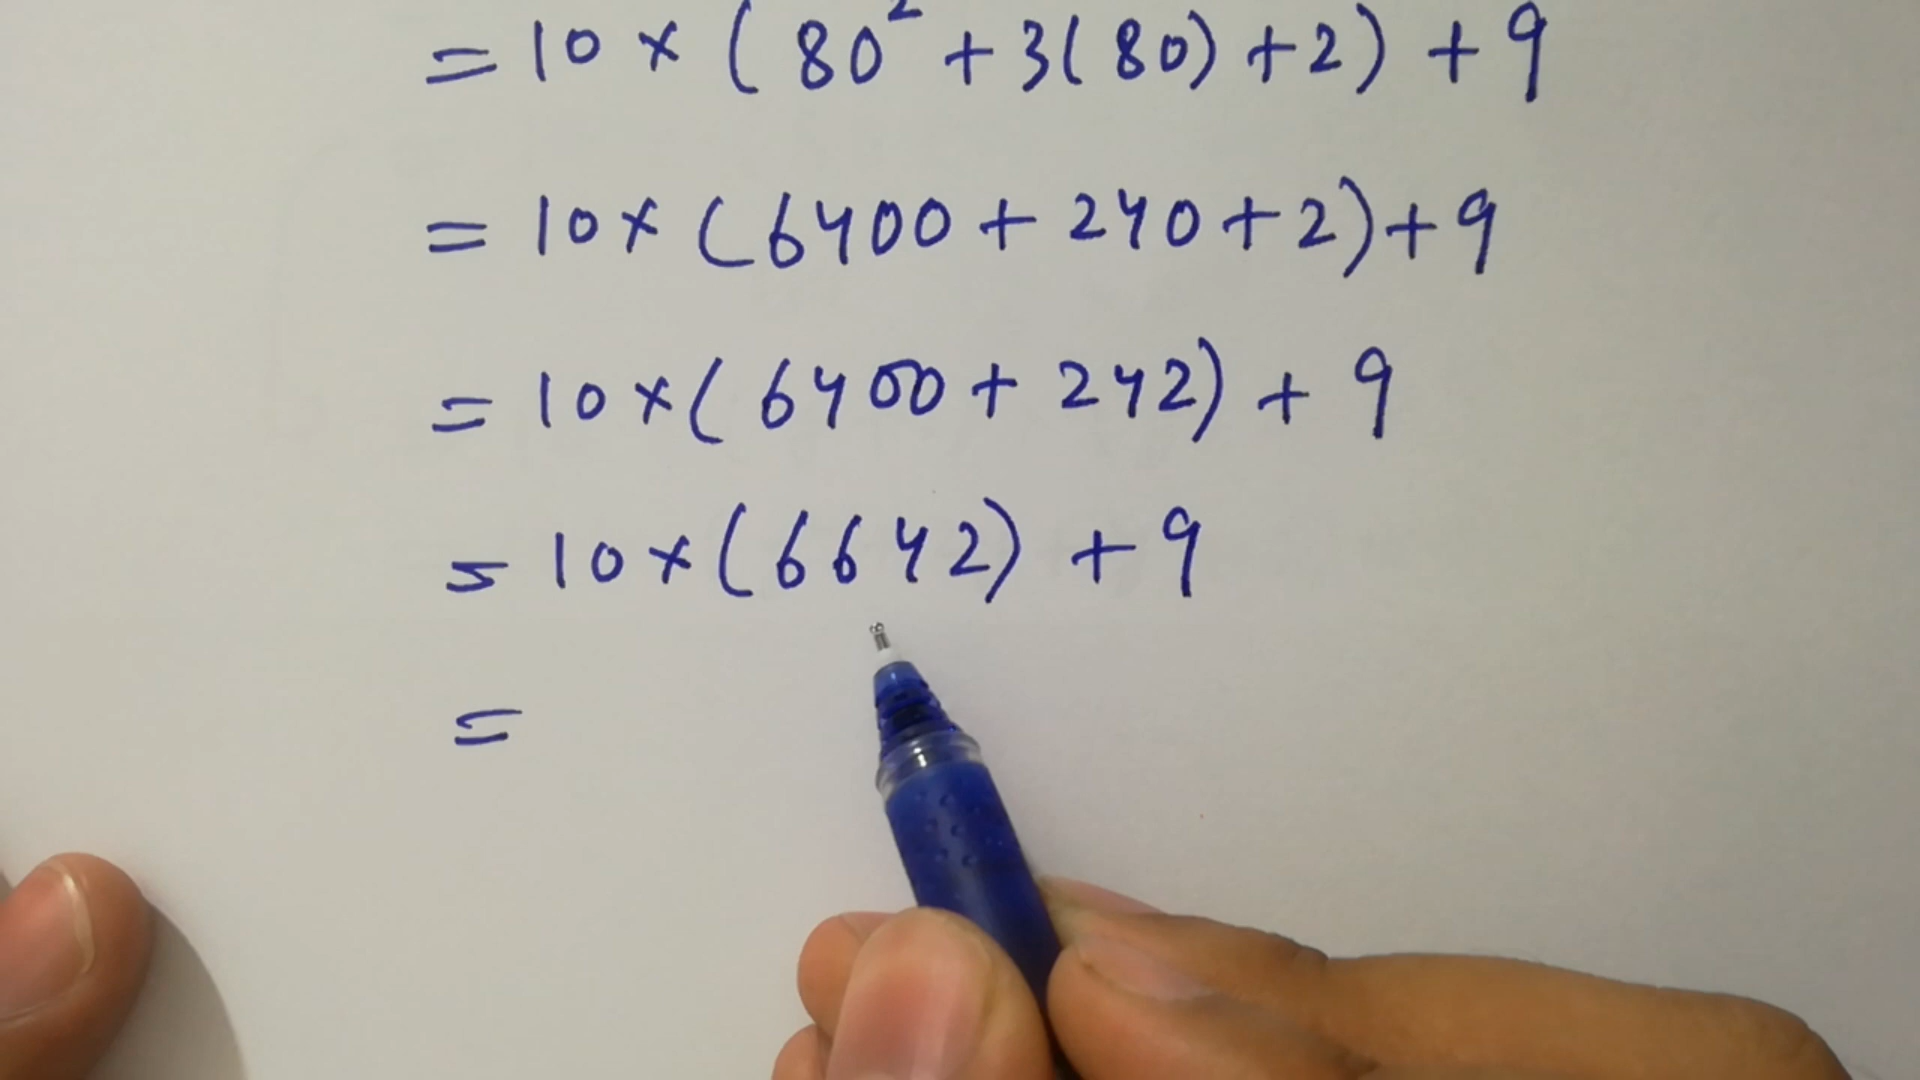 = 10 × ( 80² + 3(80) + 2) + 9
= 10 × (6400 + 240 + 2) + 9
= 10 × ( 6400 + 242) + 9
= 10 × (6642) + 9
=